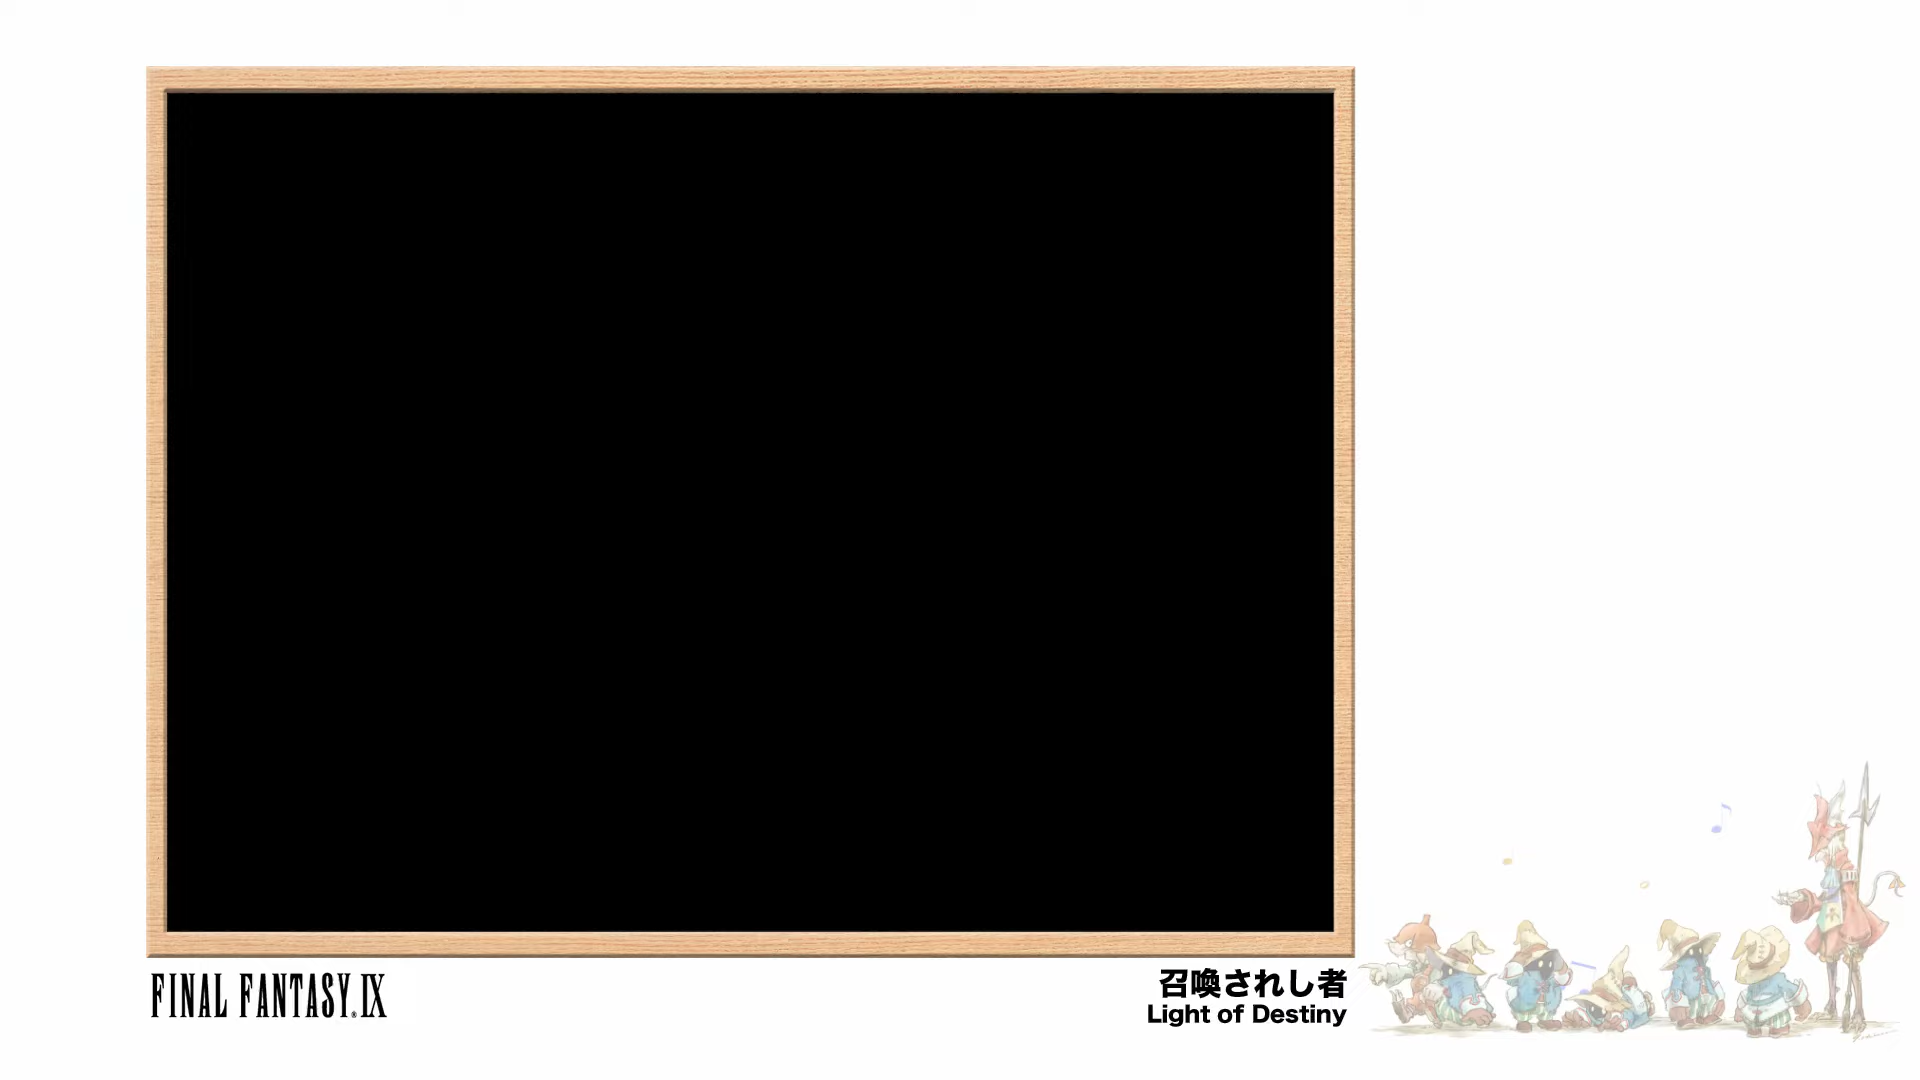 FINAL FANTASY IX
召喚されし者
Light of Destiny